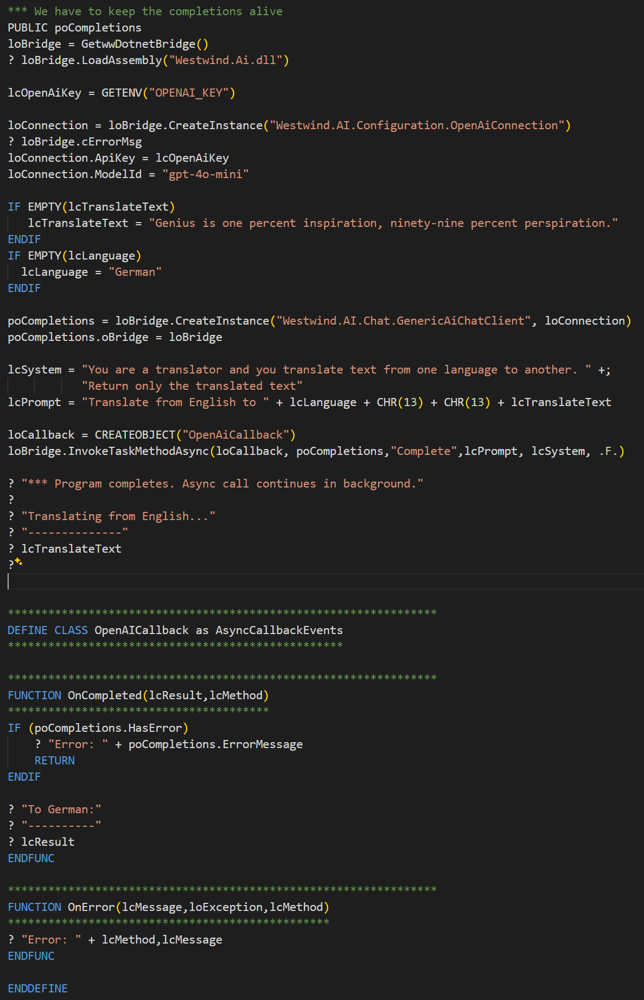 *** We have to keep the completions alive
PUBLIC poCompletions
loBridge = GetwwDotnetBridge()
? loBridge.LoadAssembly("Westwind.Ai.dll")
lcOpenAiKey = GETENV("OPENAI_KEY")
loConnection = loBridge.CreateInstance("Westwind.AI.Configuration.OpenAiConnection")
? loBridge.cErrorMsg
loConnection.ApiKey = lcOpenAiKey
loConnection.ModelId = "gpt-4o-mini"
IF EMPTY(lcTranslateText)
   lcTranslateText = "Genius is one percent inspiration, ninety-nine percent perspiration."
ENDIF
IF EMPTY(lcLanguage)
  lcLanguage = "German"
ENDIF
poCompletions = loBridge.CreateInstance("Westwind.AI.Chat.GenericAiChatClient", loConnection)
poCompletions.oBridge = loBridge
lcSystem = "You are a translator and you translate text from one language to another. " +;
           "Return only the translated text"
lcPrompt = "Translate from English to " + lcLanguage + CHR(13) + CHR(13) + lcTranslateText
loCallback = CREATEOBJECT("OpenAiCallback")
loBridge.InvokeTaskMethodAsync(loCallback, poCompletions,"Complete",lcPrompt, lcSystem, .F.)
? "*** Program completes. Async call continues in background."
?
? "Translating from English..."
? "--------------"
? lcTranslateText
?
****************************************************************
DEFINE CLASS OpenAICallback as AsyncCallbackEvents
**************************************************
****************************************************************
FUNCTION OnCompleted(lcResult,lcMethod)
***************************************
IF (poCompletions.HasError)
    ? "Error: " + poCompletions.ErrorMessage
    RETURN
ENDIF
? "To German:"
? "----------"
? lcResult
ENDFUNC
****************************************************************
FUNCTION OnError(lcMessage,loException,lcMethod)
************************************************
? "Error: " + lcMethod,lcMessage
ENDFUNC
ENDDEFINE